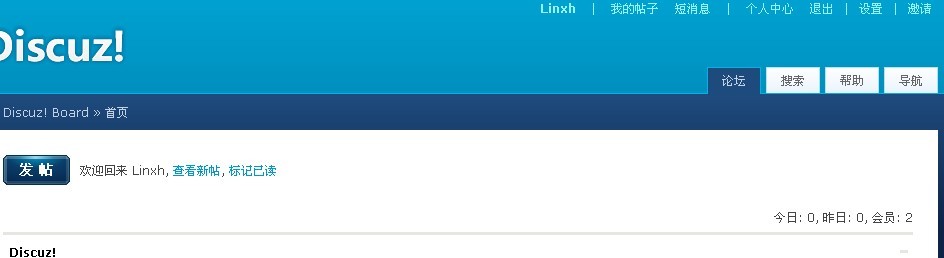 Linxh | 我的帖子 短消息 | 个人中心 退出 | 设置 | 邀请
Discuz!
论坛 搜索 帮助 导航
Discuz! Board » 首页
发帖 欢迎回来 Linxh, 查看新帖, 标记已读
今日: 0, 昨日: 0, 会员: 2
Discuz!